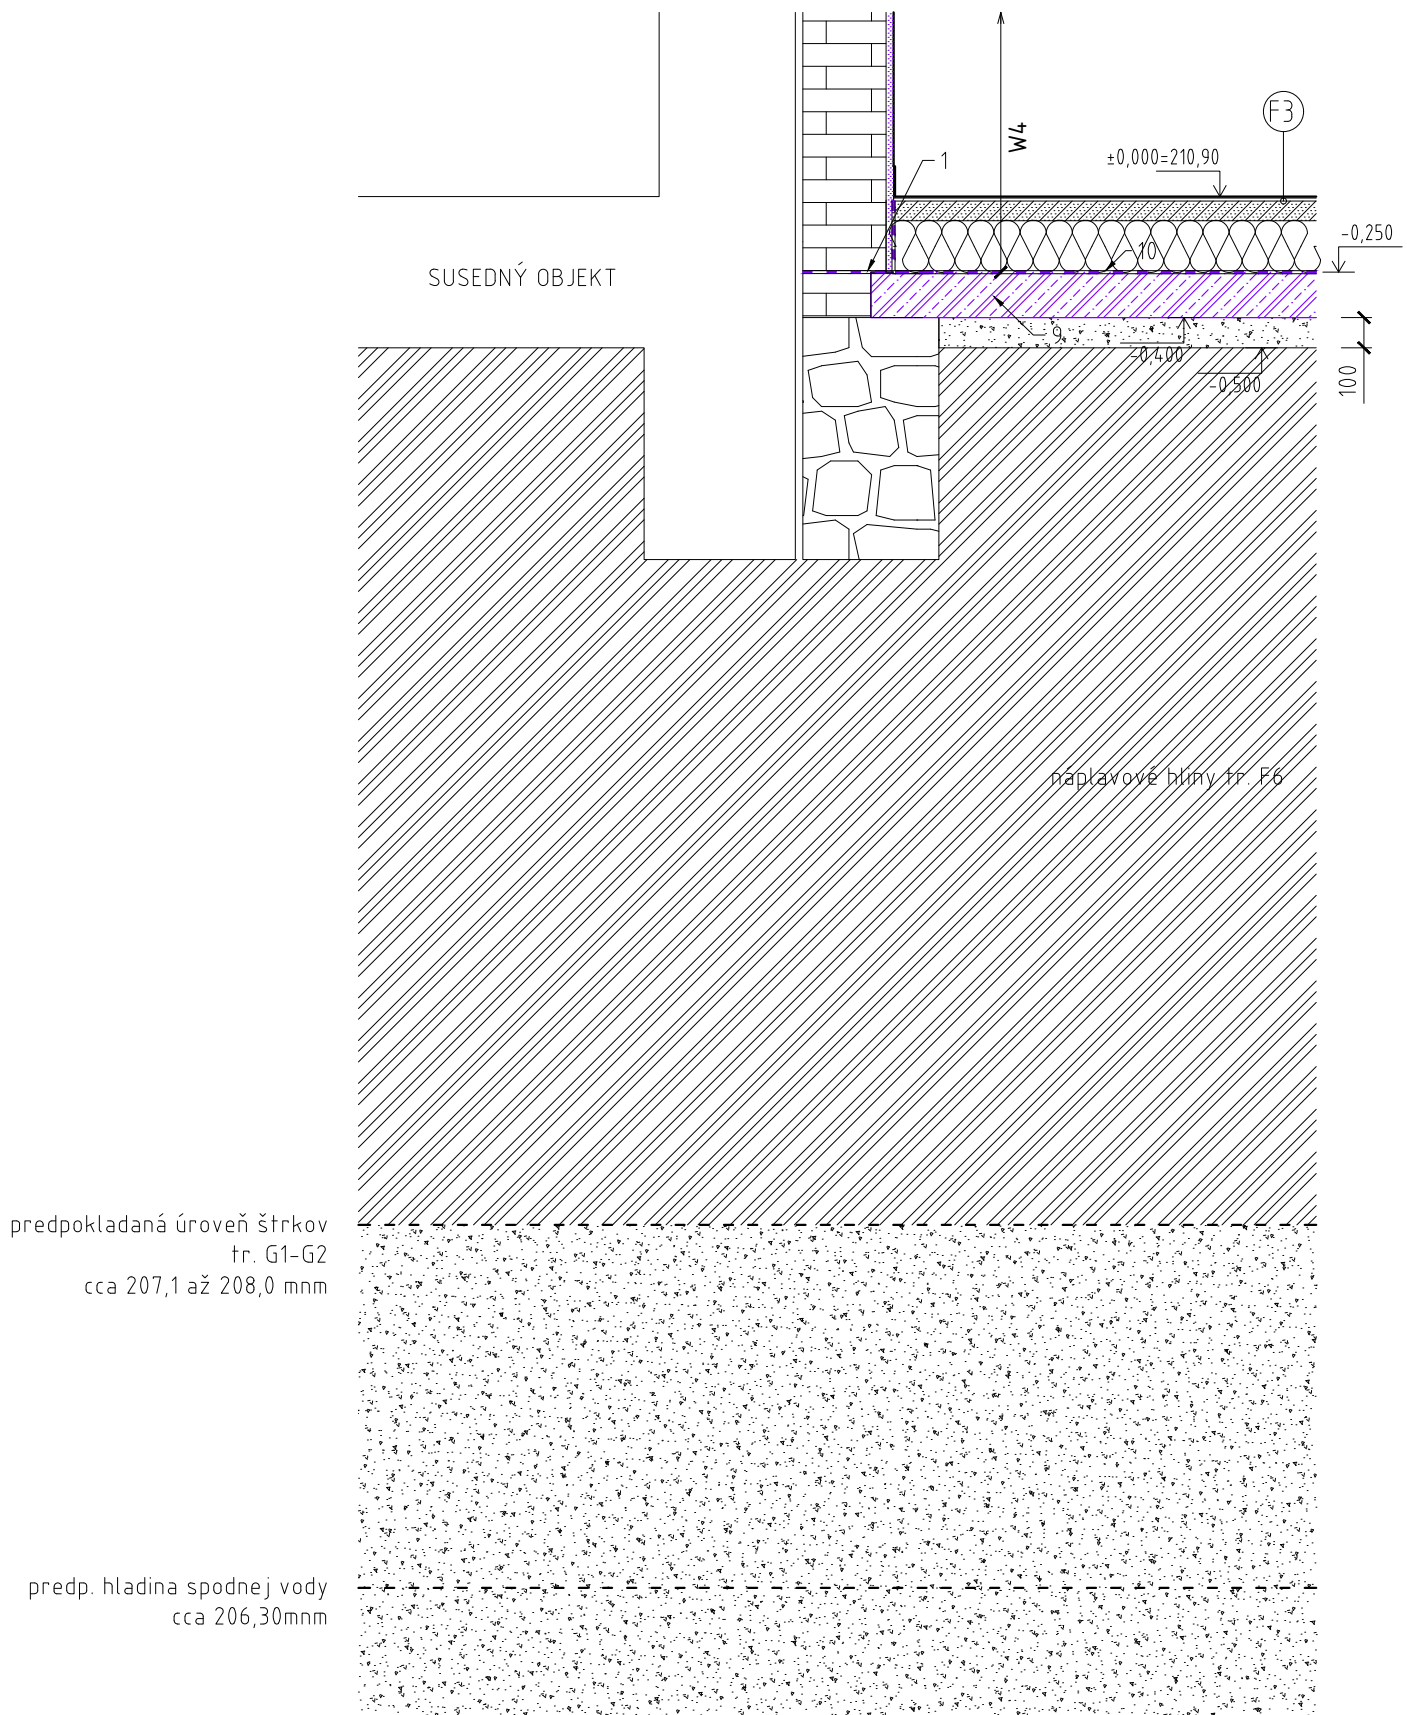 F3
W4
±0,000=210,90
1
-0,250
10
SUSEDNÝ OBJEKT
9
-0,400
-0,500
100
náplavové hlíny tr. F6
predpokladaná úroveň štrkov
tr. G1-G2
cca 207,1 až 208,0 mnm
predp. hladina spodnej vody
cca 206,30mnm